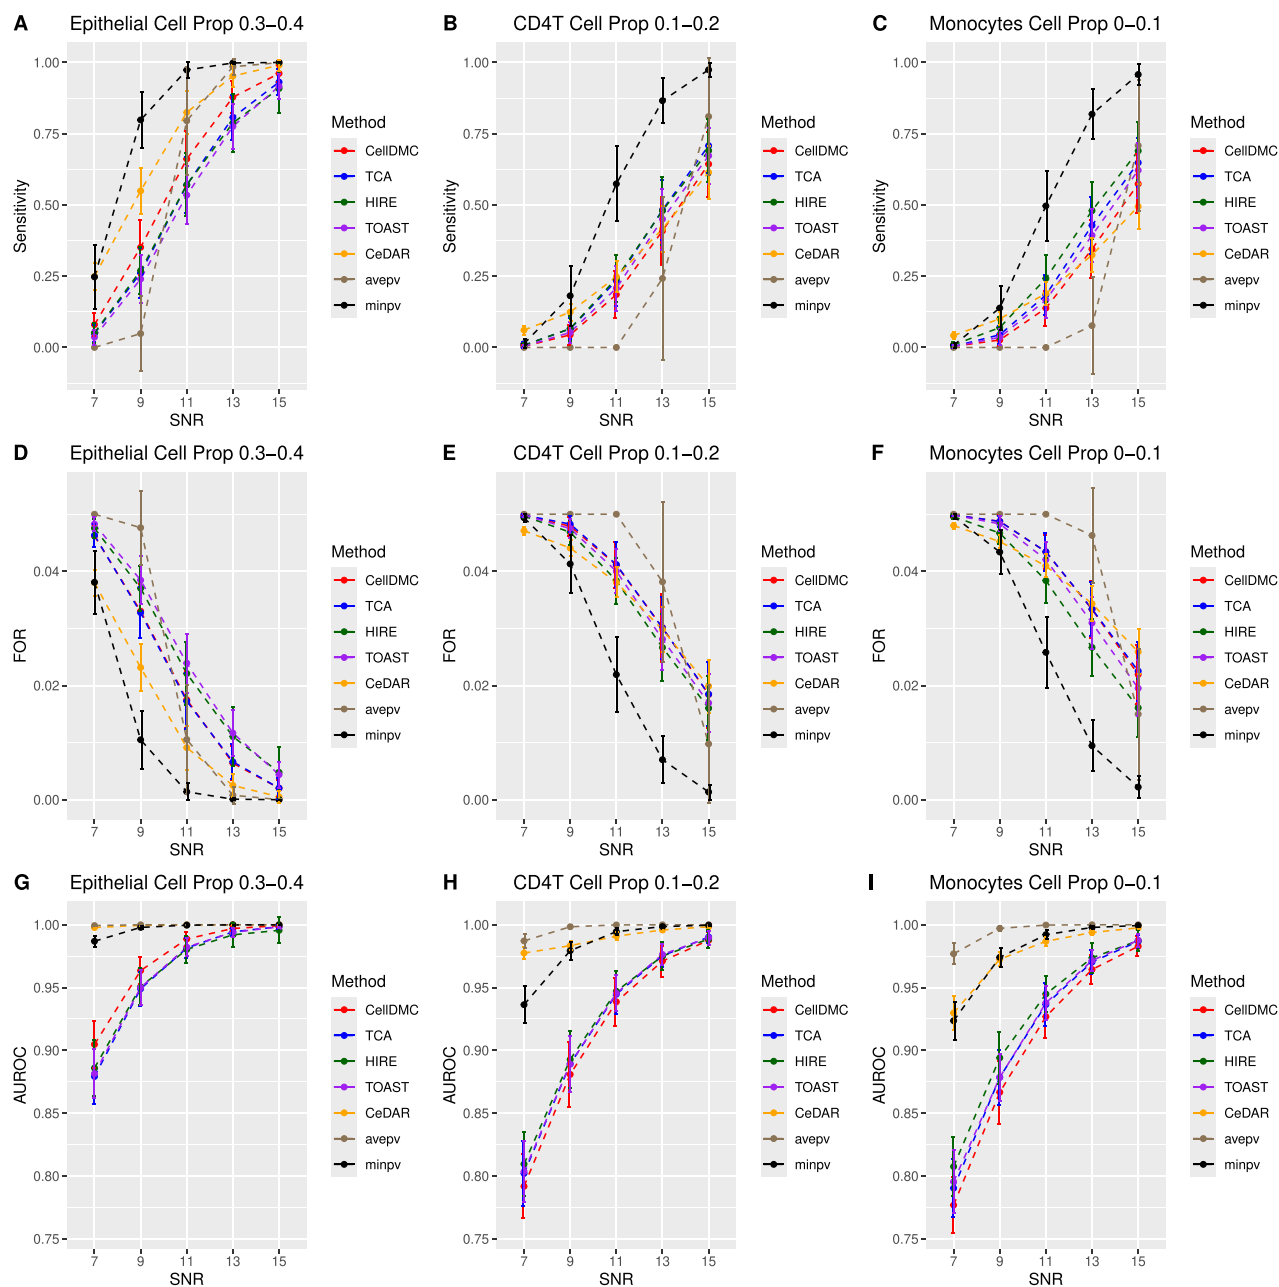 A Epithelial Cell Prop 0.3−0.4
1.00
0.75
0.50
0.25
0.00
Sensitivity
7 9 11 13 15
SNR
Method
CellDMC
TCA
HIRE
TOAST
CeDAR
avepv
minpv
B CD4T Cell Prop 0.1−0.2
1.00
0.75
0.50
0.25
0.00
Sensitivity
7 9 11 13 15
SNR
Method
CellDMC
TCA
HIRE
TOAST
CeDAR
avepv
minpv
C Monocytes Cell Prop 0−0.1
1.00
0.75
0.50
0.25
0.00
Sensitivity
7 9 11 13 15
SNR
Method
CellDMC
TCA
HIRE
TOAST
CeDAR
avepv
minpv
D Epithelial Cell Prop 0.3−0.4
0.04
0.02
0.00
FOR
7 9 11 13 15
SNR
Method
CellDMC
TCA
HIRE
TOAST
CeDAR
avepv
minpv
E CD4T Cell Prop 0.1−0.2
0.04
0.02
0.00
FOR
7 9 11 13 15
SNR
Method
CellDMC
TCA
HIRE
TOAST
CeDAR
avepv
minpv
F Monocytes Cell Prop 0−0.1
0.04
0.02
0.00
FOR
7 9 11 13 15
SNR
Method
CellDMC
TCA
HIRE
TOAST
CeDAR
avepv
minpv
G Epithelial Cell Prop 0.3−0.4
1.00
0.95
0.90
0.85
0.80
0.75
AUROC
7 9 11 13 15
SNR
Method
CellDMC
TCA
HIRE
TOAST
CeDAR
avepv
minpv
H CD4T Cell Prop 0.1−0.2
1.00
0.95
0.90
0.85
0.80
0.75
AUROC
7 9 11 13 15
SNR
Method
CellDMC
TCA
HIRE
TOAST
CeDAR
avepv
minpv
I Monocytes Cell Prop 0−0.1
1.00
0.95
0.90
0.85
0.80
0.75
AUROC
7 9 11 13 15
SNR
Method
CellDMC
TCA
HIRE
TOAST
CeDAR
avepv
minpv